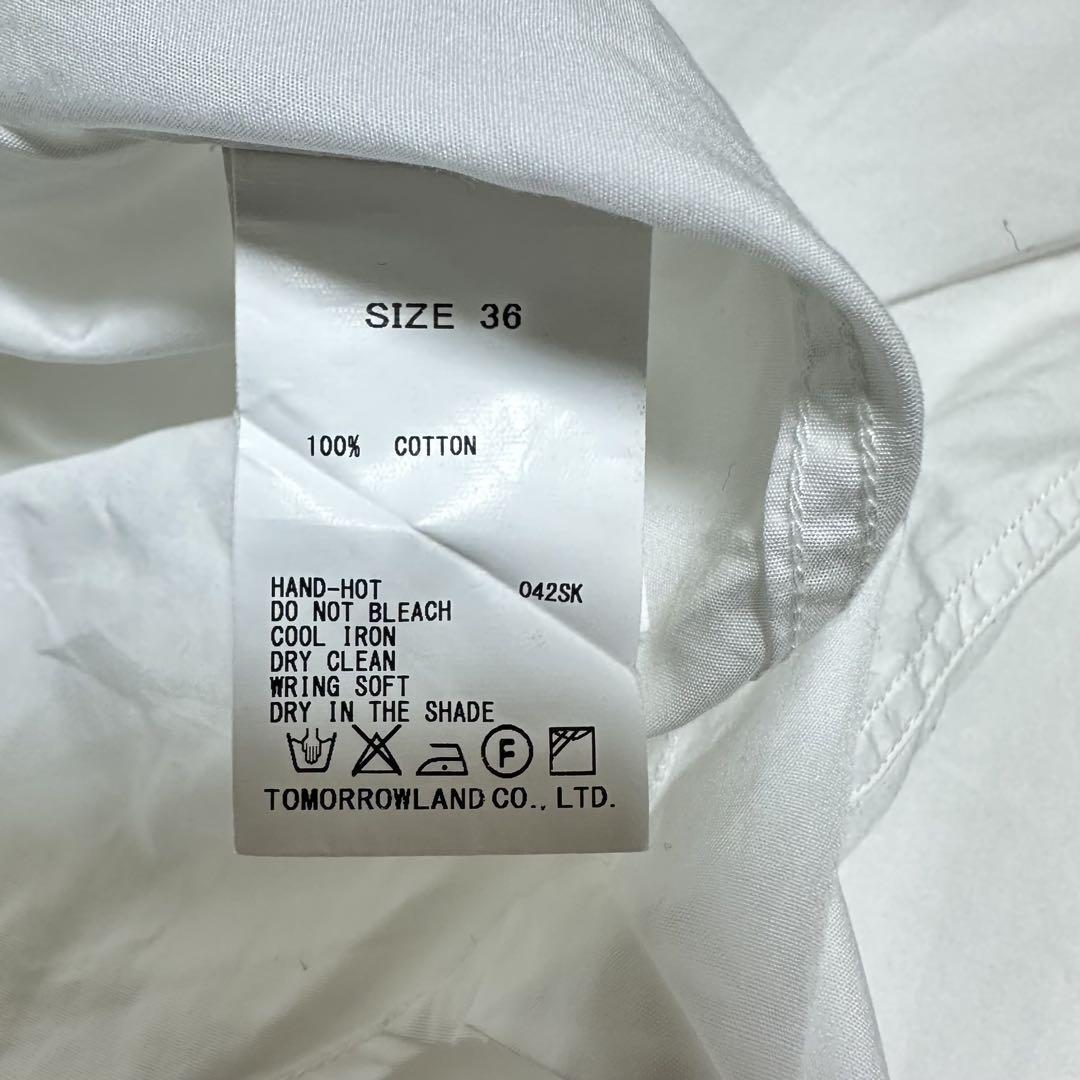 SIZE 36
100% COTTON
HAND-HOT 042SK
DO NOT BLEACH
COOL IRON
DRY CLEAN
WRING SOFT
DRY IN THE SHADE
F
TOMORROWLAND CO., LTD.